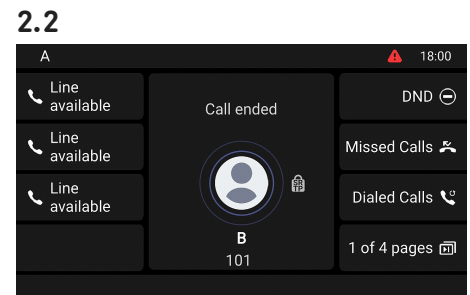 2.2
A
18:00
Line
available
Line
available
Line
available
Call ended
B
101
DND
Missed Calls
Dialed Calls
1 of 4 pages